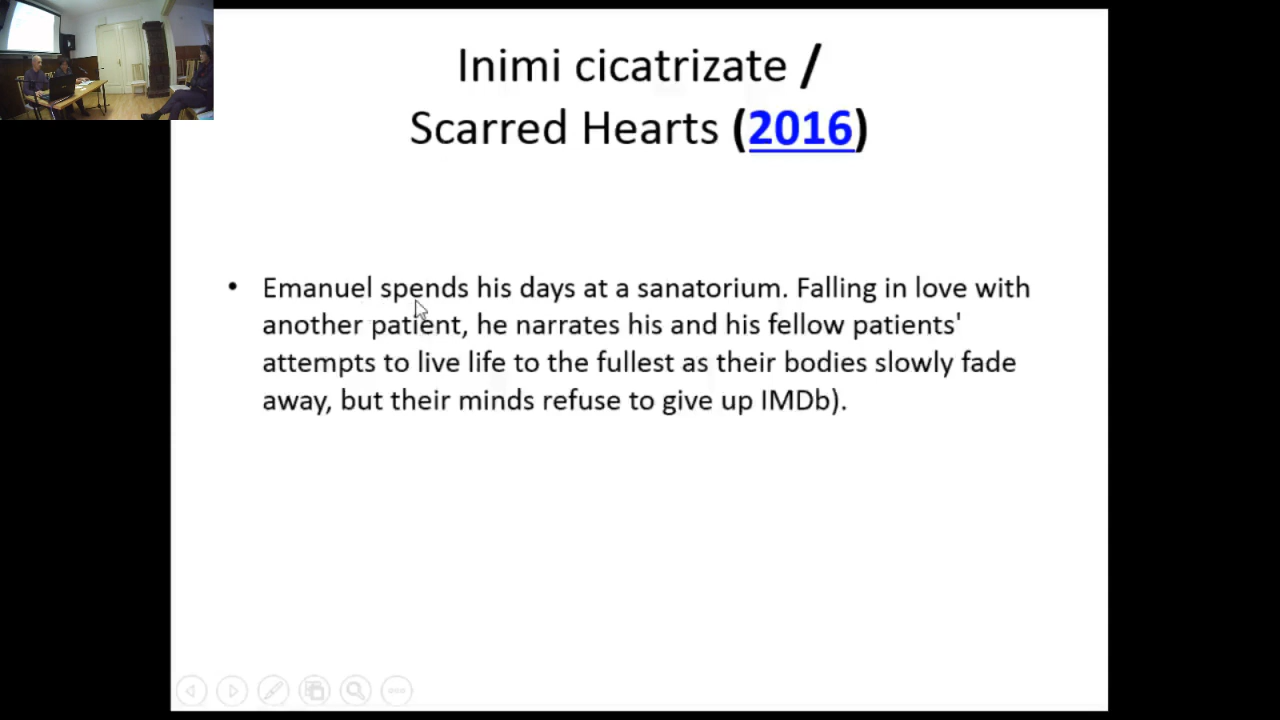 Inimi cicatrizate /
Scarred Hearts (2016)
• Emanuel spends his days at a sanatorium. Falling in love with
another patient, he narrates his and his fellow patients'
attempts to live life to the fullest as their bodies slowly fade
away, but their minds refuse to give up IMDb).